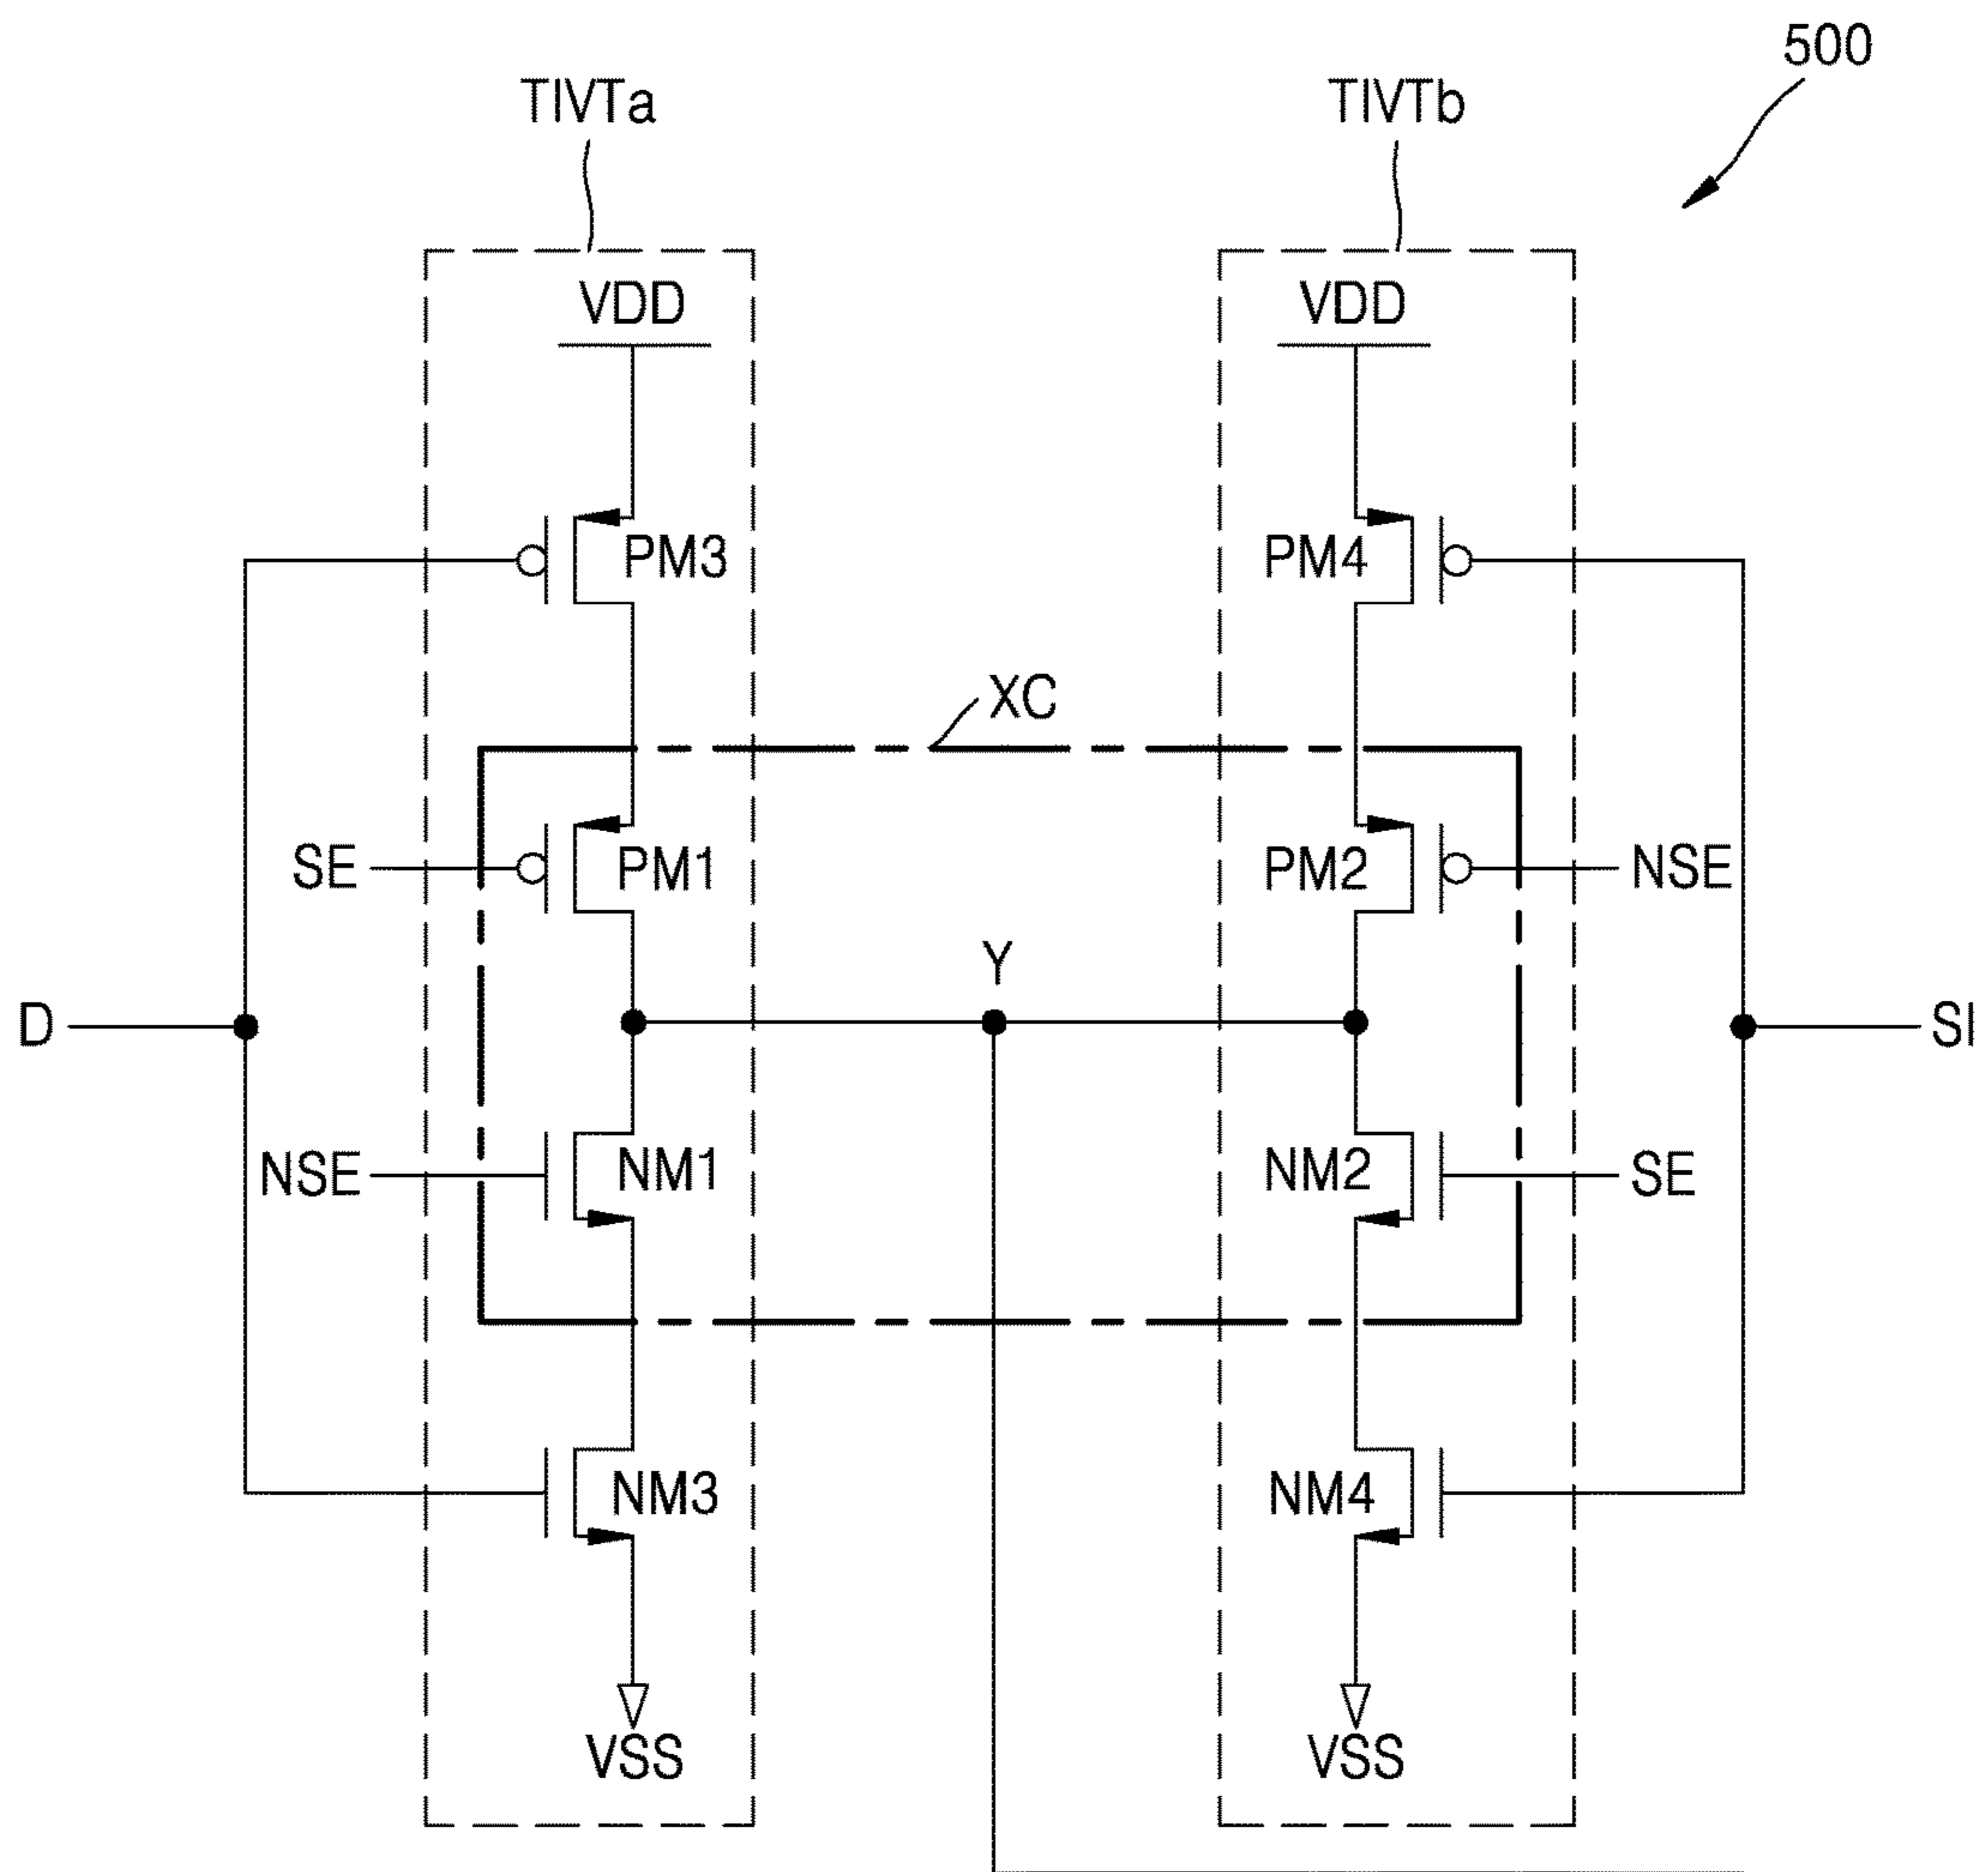 500
TIVTa
TIVTb
VDD
VDD
PM3
PM4
XC
SE
PM1
PM2
NSE
Y
D
SI
NSE
NM1
NM2
SE
NM3
NM4
VSS
VSS